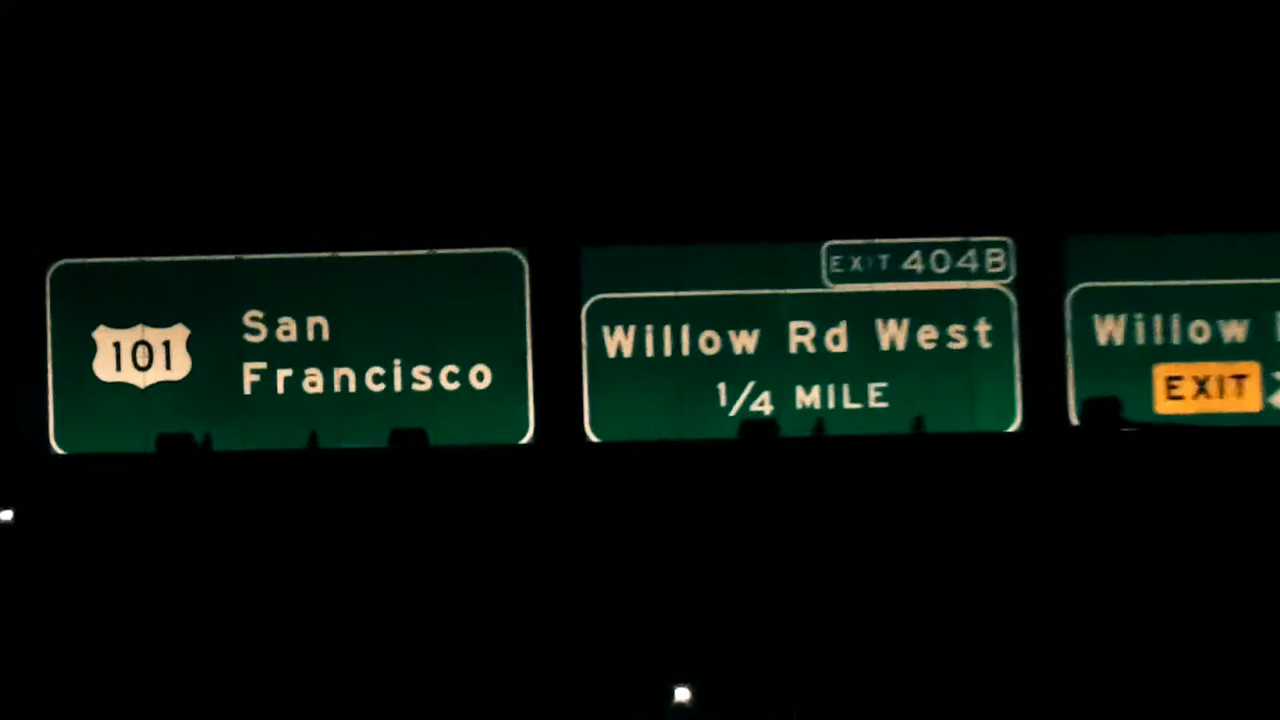 101
San
Francisco
EXIT 404B
Willow Rd West
1/4 MILE
Willow
EXIT